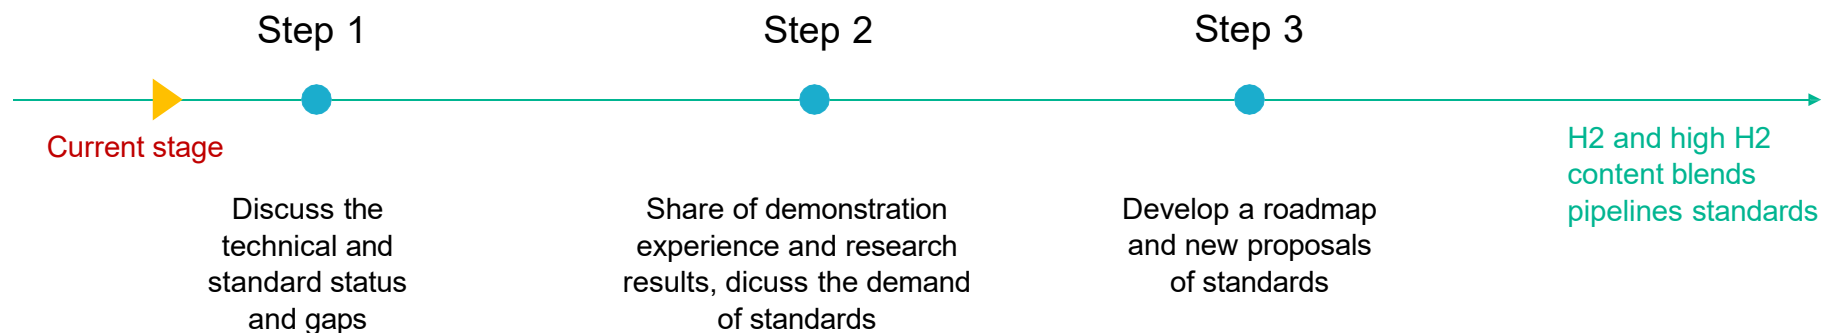 Step 1
Step 2
Step 3
Current stage
H2 and high H2
content blends
pipelines standards
Discuss the
technical and
standard status
and gaps
Share of demonstration
experience and research
results, dicuss the demand
of standards
Develop a roadmap
and new proposals
of standards